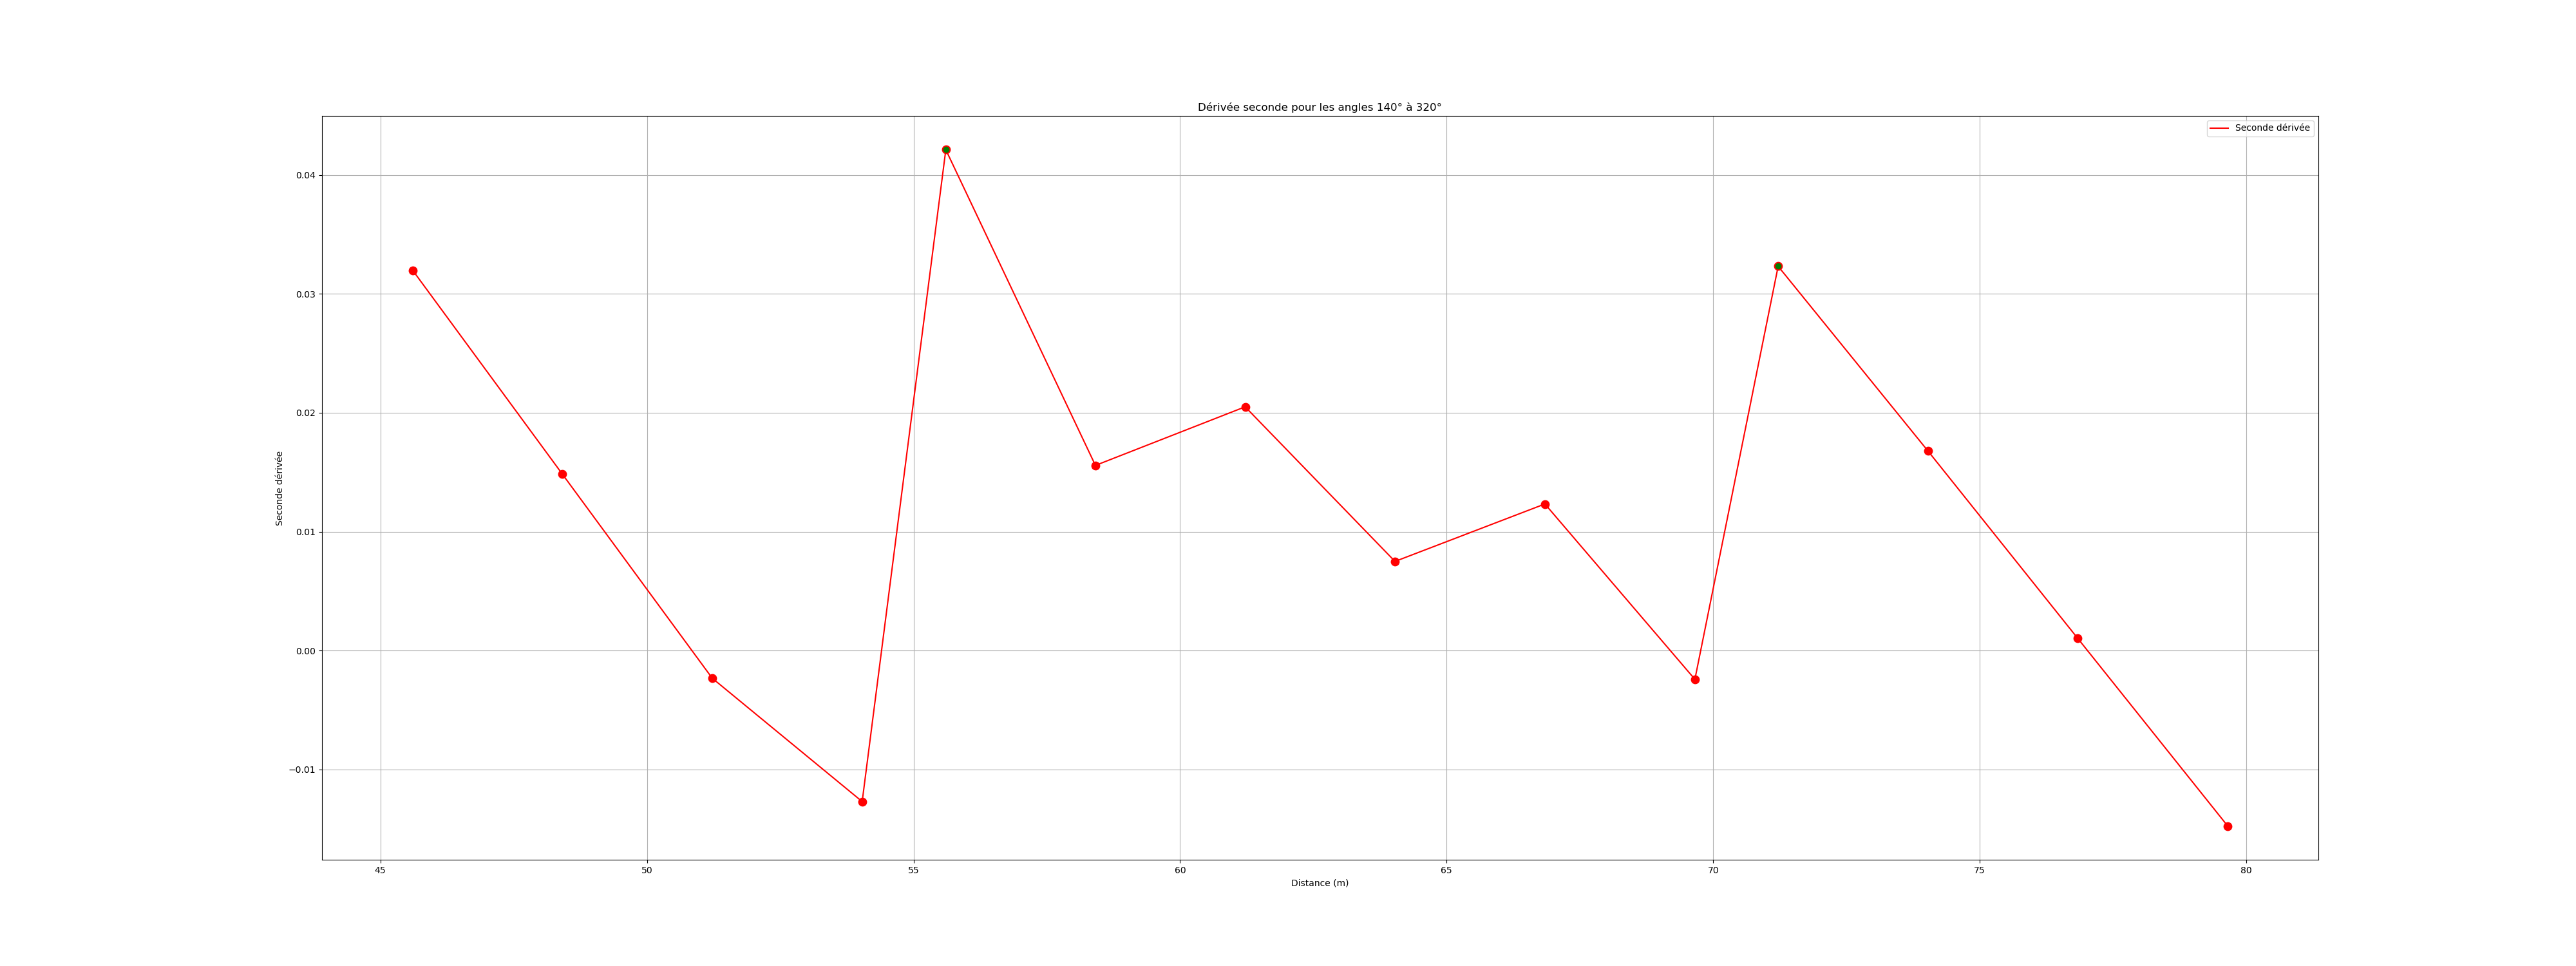 Dérivée seconde pour les angles 140° à 320°
Seconde dérivée
0.04
0.03
0.02
0.01
0.00
−0.01
Seconde dérivée
45 50 55 60 65 70 75 80
Distance (m)